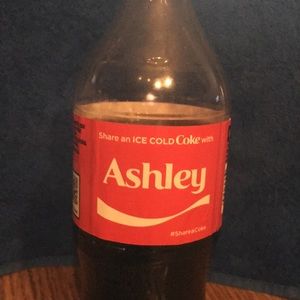 Share an ICE COLD Coke with
Ashley
#ShareaCoke